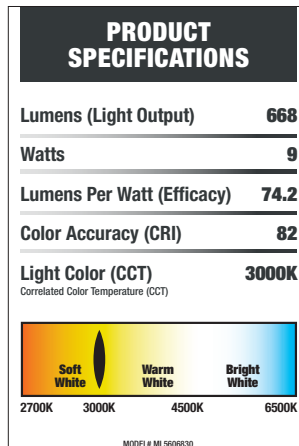 PRODUCT
SPECIFICATIONS
Lumens (Light Output) 668
Watts 9
Lumens Per Watt (Efficacy) 74.2
Color Accuracy (CRI) 82
Light Color (CCT) 3000K
Correlated Color Temperature (CCT)
Soft White Warm White Bright White
2700K 3000K 4500K 6500K
MODEL# ML5606830